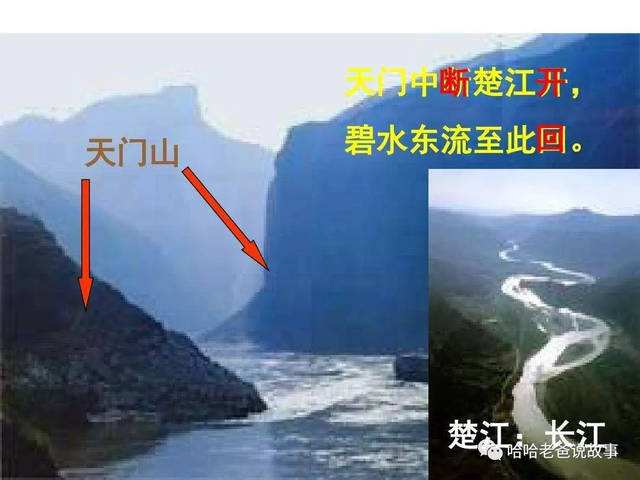 天门中断楚江开，
碧水东流至此回。
天门山
楚江：长江
哈哈老爸说故事